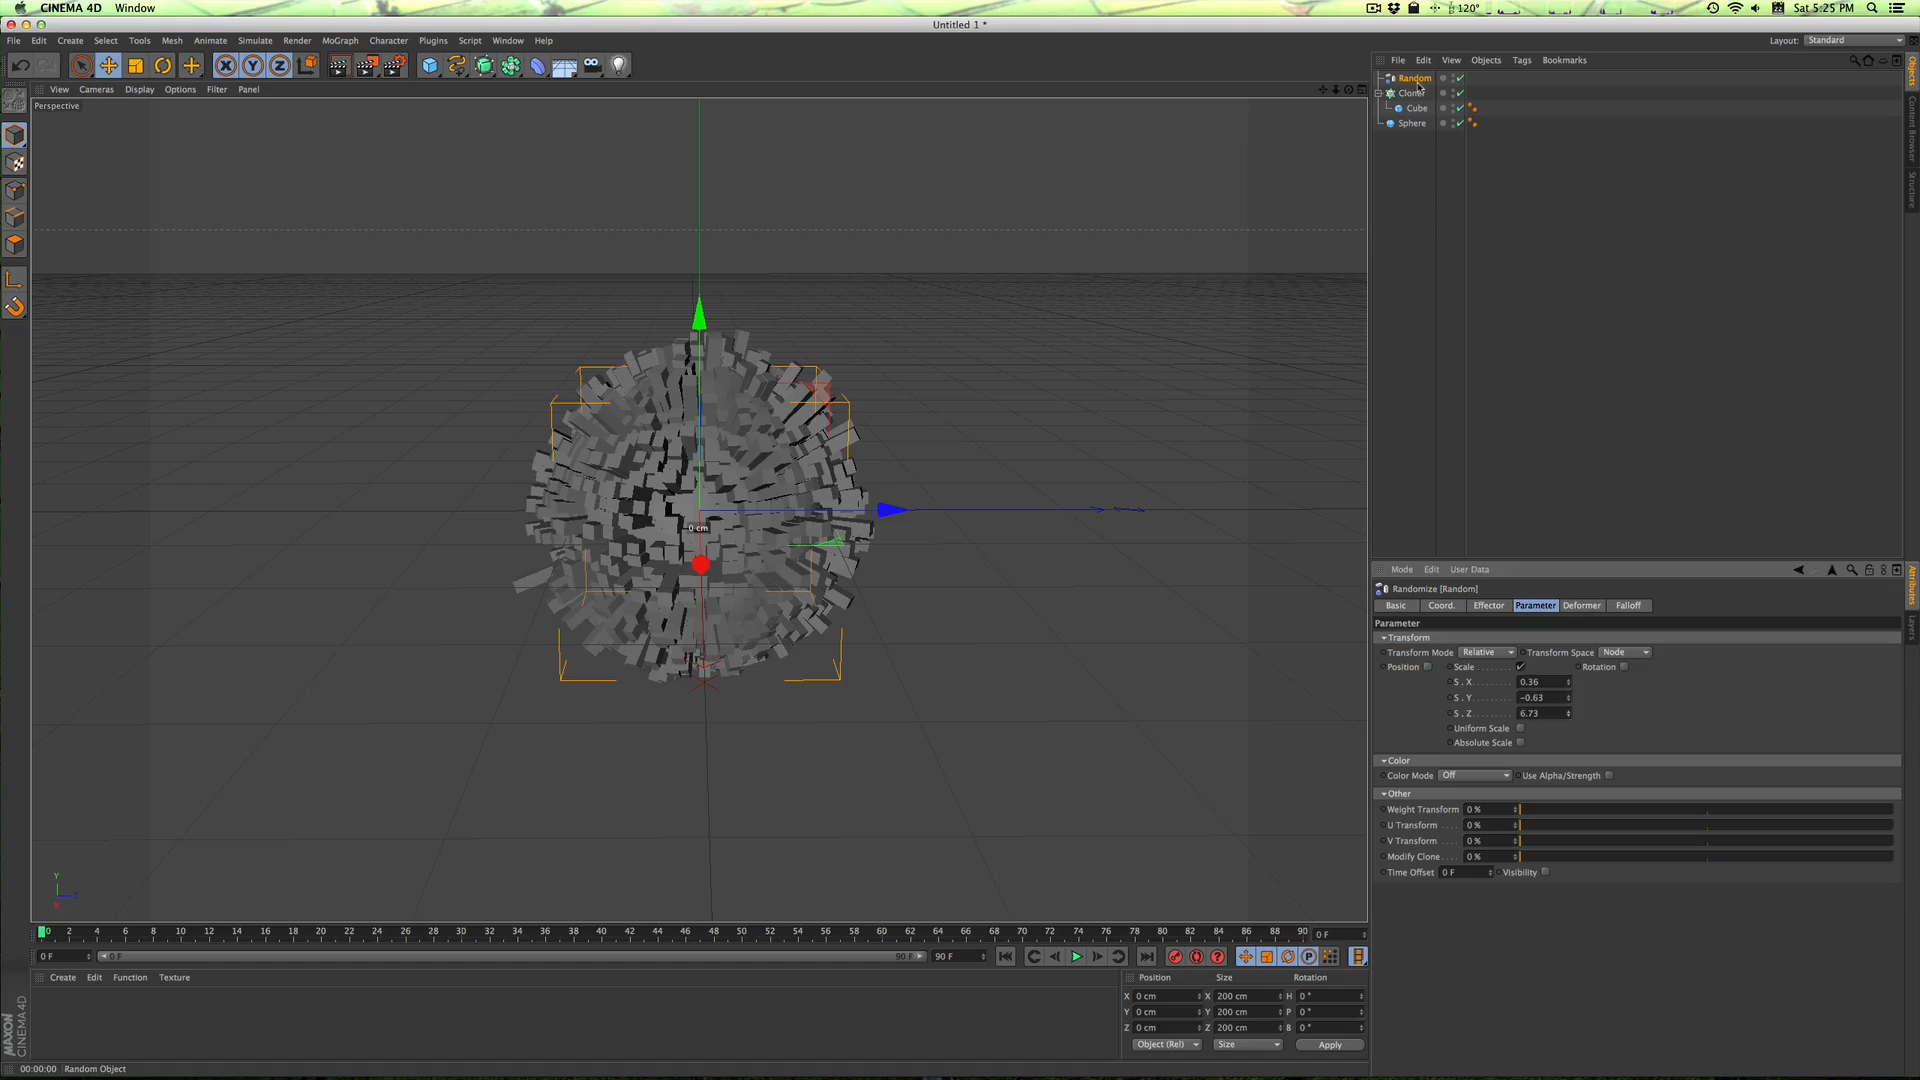 CINEMA 4D Window
120° Sat 5:25 PM
Untitled 1 *
File Edit Create Select Tools Mesh Animate Simulate Render MoGraph Character Plugins Script Window Help
Layout: Standard
File Edit View Objects Tags Bookmarks
View Cameras Display Options Filter Panel
Perspective
Random
Cloner
Cube
Sphere
Objects
Content Browser
Structure
0 cm
Y
Z
X
Mode Edit User Data
Randomize [Random]
Basic Coord. Effector Parameter Deformer Falloff
Attributes
Layers
Parameter
Transform
Transform Mode Relative Transform Space Node
Position Scale Rotation
S . X 0.36
S . Y -0.63
S . Z 6.73
Uniform Scale
Absolute Scale
Color
Color Mode Off Use Alpha/Strength
Other
Weight Transform 0 %
U Transform 0 %
V Transform 0 %
Modify Clone 0 %
Time Offset 0 F Visibility
0 2 4 6 8 10 12 14 16 18 20 22 24 26 28 30 32 34 36 38 40 42 44 46 48 50 52 54 56 58 60 62 64 66 68 70 72 74 76 78 80 82 84 86 88 90 0 F
0 F 0 F 90 F 90 F
Create Edit Function Texture
Position Size Rotation
X 0 cm X 200 cm H 0 °
Y 0 cm Y 200 cm P 0 °
Z 0 cm Z 200 cm B 0 °
Object (Rel) Size Apply
MAXON
CINEMA 4D
00:00:00 Random Object